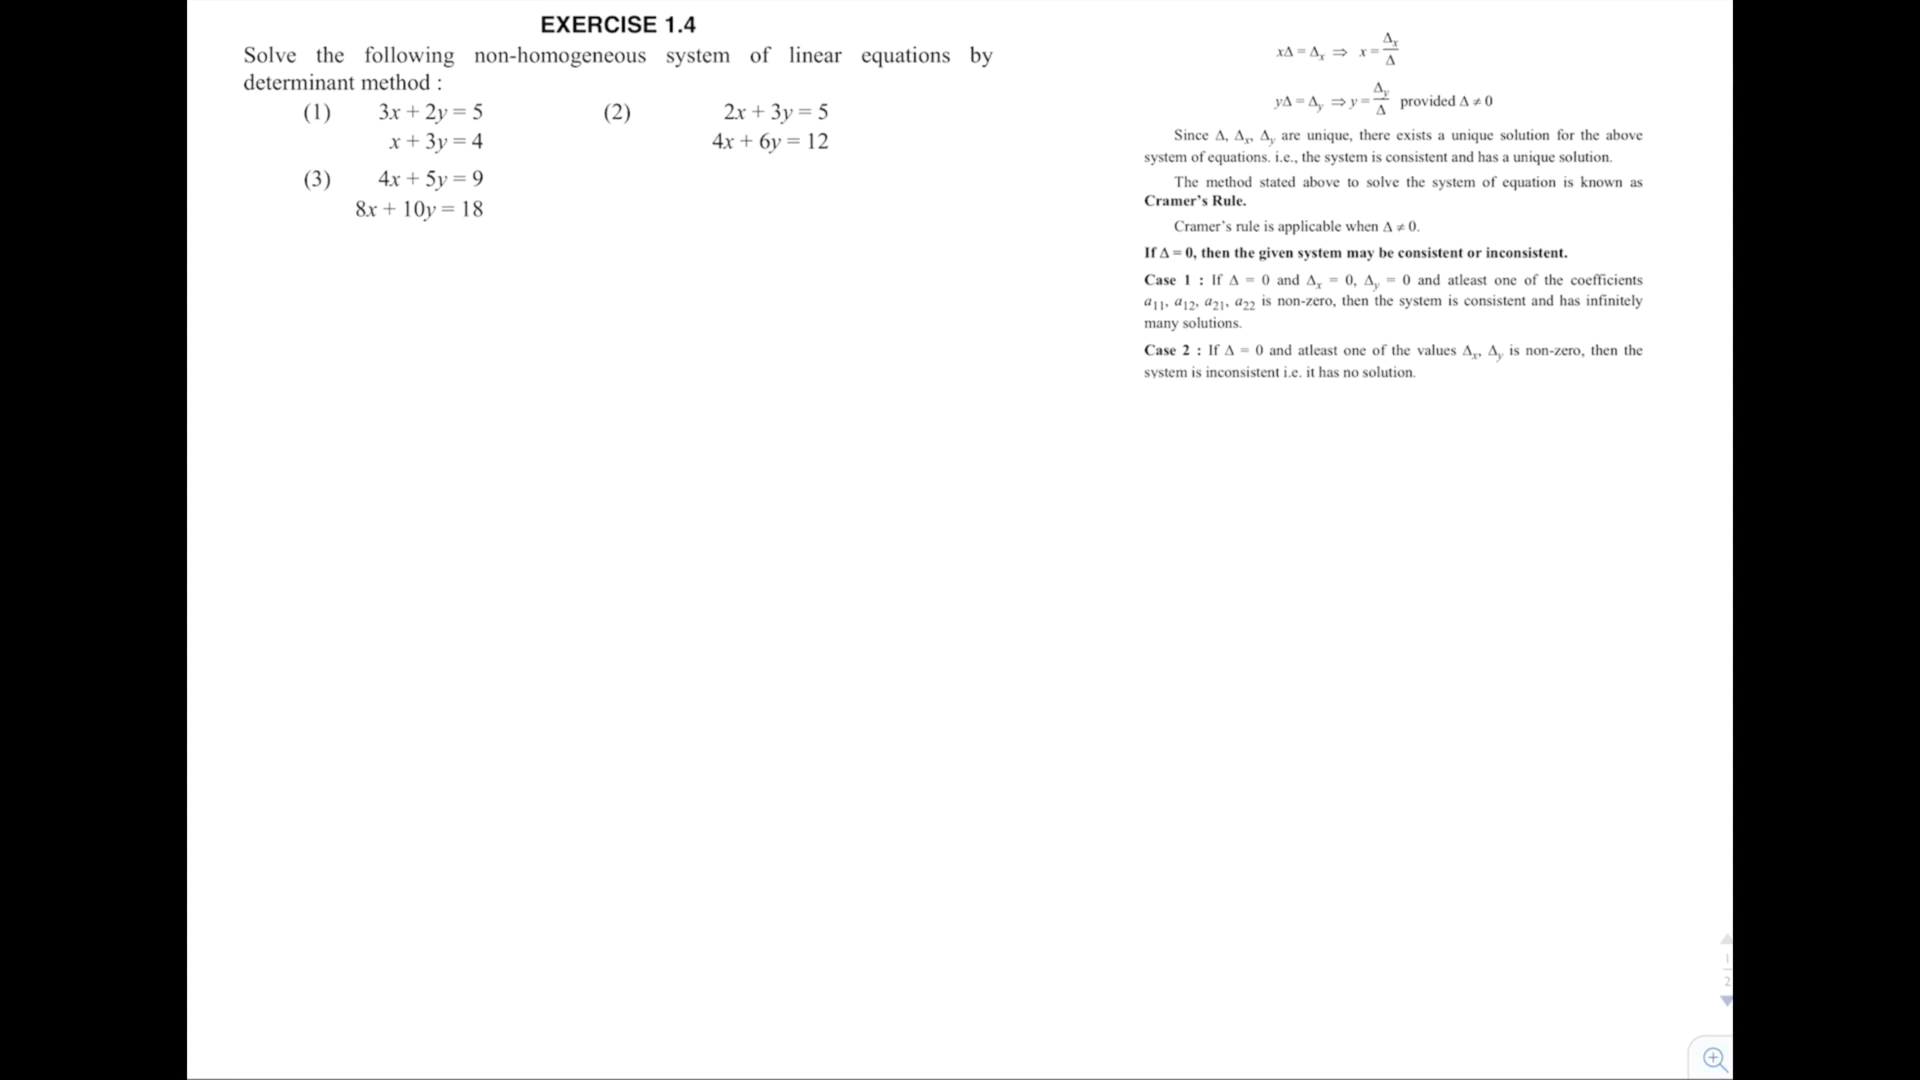 EXERCISE 1.4
Solve the following non-homogeneous system of linear equations by
determinant method :
(1) 3x + 2y = 5 (2) 2x + 3y = 5
x + 3y = 4 4x + 6y = 12
(3) 4x + 5y = 9
8x + 10y = 18
xΔ = Δₓ ⇒ x = Δₓ/Δ
yΔ = Δy ⇒ y = Δy/Δ provided Δ ≠ 0
Since Δ, Δₓ, Δy are unique, there exists a unique solution for the above
system of equations. i.e., the system is consistent and has a unique solution.
The method stated above to solve the system of equation is known as
Cramer’s Rule.
Cramer’s rule is applicable when Δ ≠ 0.
If Δ = 0, then the given system may be consistent or inconsistent.
Case 1 : If Δ = 0 and Δₓ = 0, Δy = 0 and atleast one of the coefficients
a₁₁, a₁₂, a₂₁, a₂₂ is non-zero, then the system is consistent and has infinitely
many solutions.
Case 2 : If Δ = 0 and atleast one of the values Δₓ, Δy is non-zero, then the
system is inconsistent i.e. it has no solution.
1
2